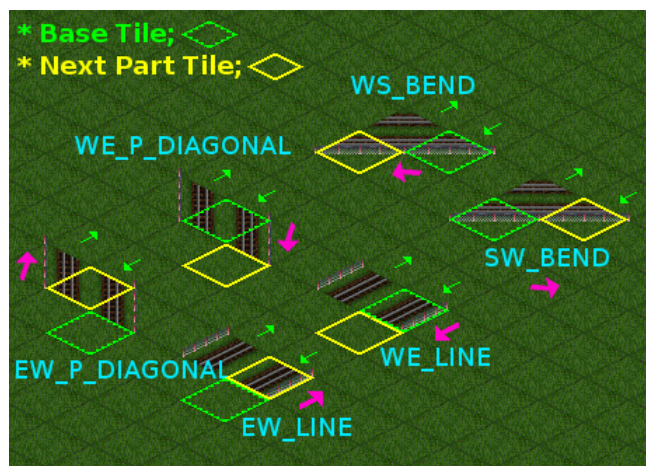 * Base Tile;
* Next Part Tile;
WS_BEND
WE_P_DIAGONAL
SW_BEND
WE_LINE
EW_P_DIAGONAL
EW_LINE